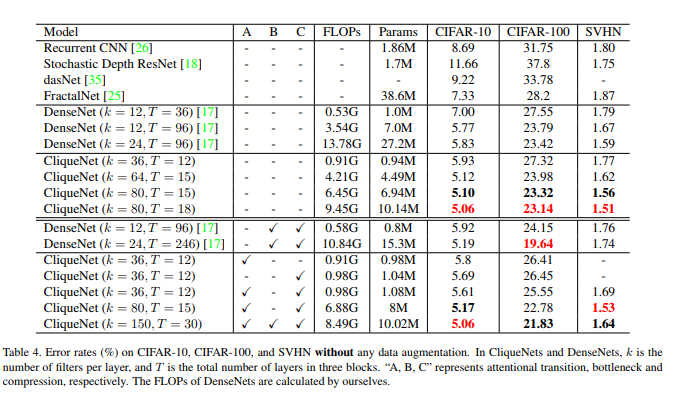 Model A B C FLOPs Params CIFAR-10 CIFAR-100 SVHN
Recurrent CNN [26] - - - - 1.86M 8.69 31.75 1.80
Stochastic Depth ResNet [18] - - - - 1.7M 11.66 37.8 1.75
dasNet [35] - - - - - 9.22 33.78 -
FractalNet [25] - - - - 38.6M 7.33 28.2 1.87
DenseNet (k = 12, T = 36) [17] - - - 0.53G 1.0M 7.00 27.55 1.79
DenseNet (k = 12, T = 96) [17] - - - 3.54G 7.0M 5.77 23.79 1.67
DenseNet (k = 24, T = 96) [17] - - - 13.78G 27.2M 5.83 23.42 1.59
CliqueNet (k = 36, T = 12) - - - 0.91G 0.94M 5.93 27.32 1.77
CliqueNet (k = 64, T = 15) - - - 4.21G 4.49M 5.12 23.98 1.62
CliqueNet (k = 80, T = 15) - - - 6.45G 6.94M 5.10 23.32 1.56
CliqueNet (k = 80, T = 18) - - - 9.45G 10.14M 5.06 23.14 1.51
DenseNet (k = 12, T = 96) [17] - ✓ ✓ 0.58G 0.8M 5.92 24.15 1.76
DenseNet (k = 24, T = 246) [17] - ✓ ✓ 10.84G 15.3M 5.19 19.64 1.74
CliqueNet (k = 36, T = 12) ✓ - - 0.91G 0.98M 5.8 26.41 -
CliqueNet (k = 36, T = 12) - - ✓ 0.98G 1.04M 5.69 26.45 -
CliqueNet (k = 36, T = 12) ✓ - ✓ 0.98G 1.08M 5.61 25.55 1.69
CliqueNet (k = 80, T = 15) ✓ - ✓ 6.88G 8M 5.17 22.78 1.53
CliqueNet (k = 150, T = 30) ✓ ✓ ✓ 8.49G 10.02M 5.06 21.83 1.64
Table 4. Error rates (%) on CIFAR-10, CIFAR-100, and SVHN without any data augmentation. In CliqueNets and DenseNets, k is the
number of filters per layer, and T is the total number of layers in three blocks. “A, B, C” represents attentional transition, bottleneck and
compression, respectively. The FLOPs of DenseNets are calculated by ourselves.